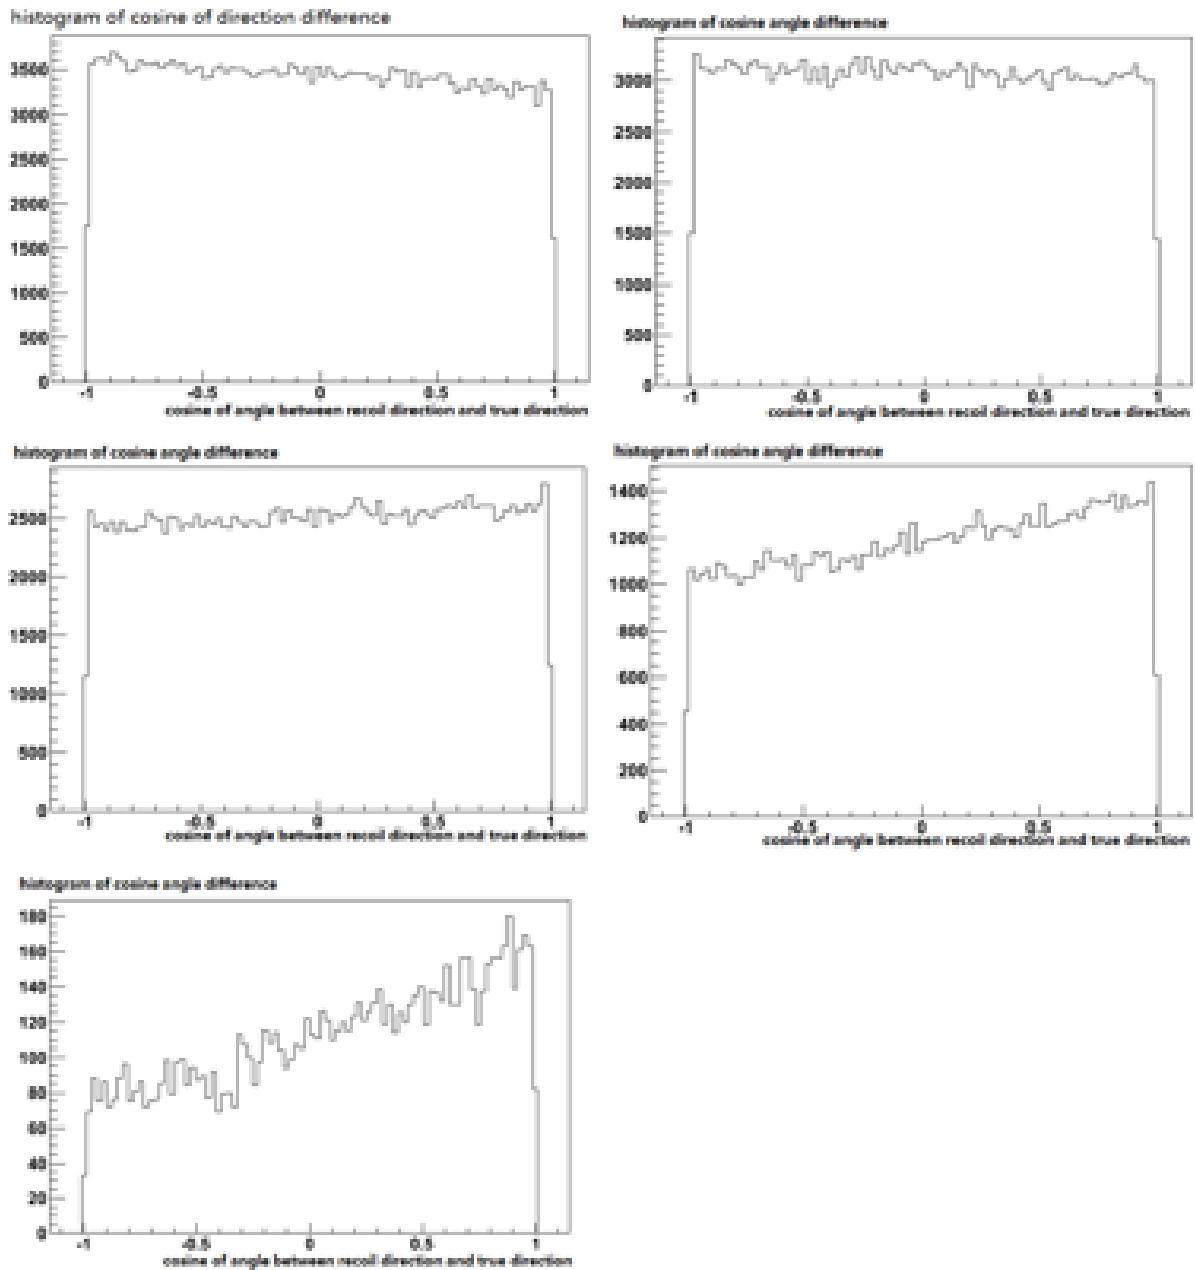 histogram of cosine of direction difference
3500
3000
2500
2000
1500
1000
500
0
-1 -0.5 0 0.5 1
cosine of angle between recoil direction and true direction
histogram of cosine angle difference
3000
2500
2000
1500
1000
500
0
-1 -0.5 0 0.5 1
cosine of angle between recoil direction and true direction
histogram of cosine angle difference
2500
2000
1500
1000
500
0
-1 -0.5 0 0.5 1
cosine of angle between recoil direction and true direction
histogram of cosine angle difference
1400
1200
1000
800
600
400
200
0
-1 -0.5 0 0.5 1
cosine of angle between recoil direction and true direction
histogram of cosine angle difference
180
160
140
120
100
80
60
40
20
0
-1 -0.5 0 0.5 1
cosine of angle between recoil direction and true direction